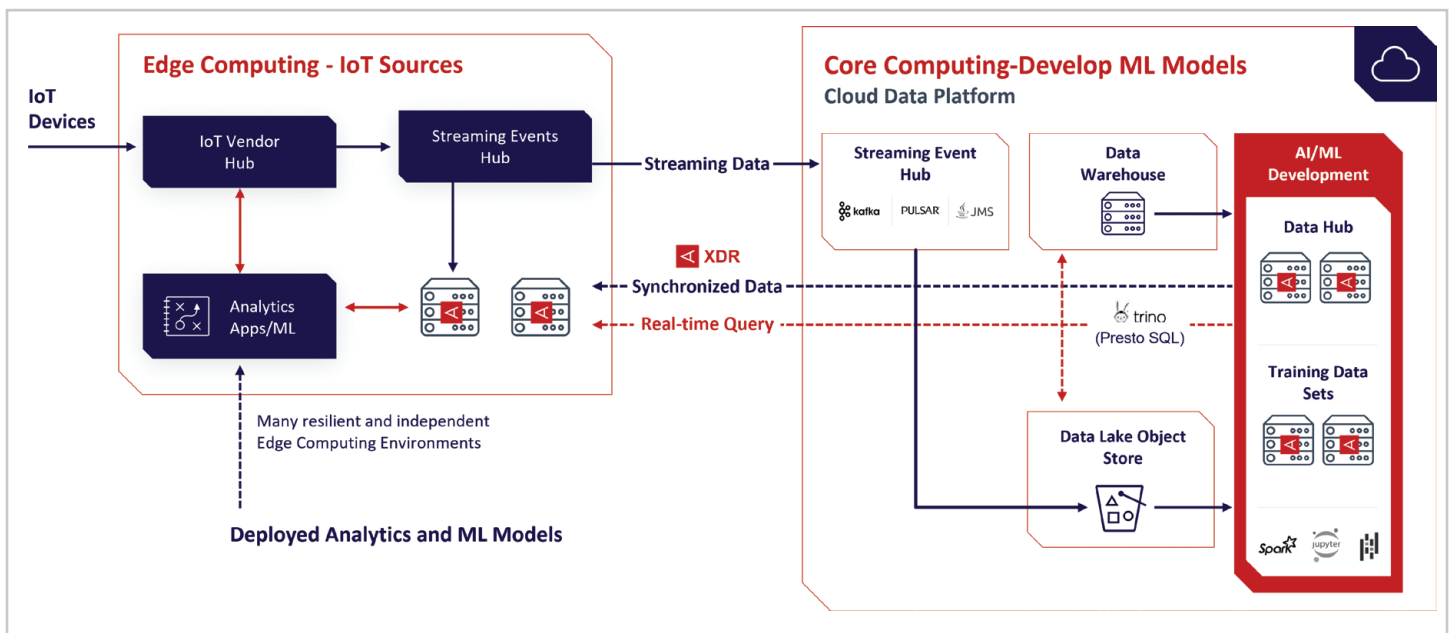 Edge Computing - IoT Sources
IoT
Devices
IoT Vendor
Hub
Streaming Events
Hub
Analytics
Apps/ML
Many resilient and independent
Edge Computing Environments
Deployed Analytics and ML Models
Streaming Data
XDR
Synchronized Data
Real-time Query
trino
(Presto SQL)
Core Computing-Develop ML Models
Cloud Data Platform
Streaming Event
Hub
kafka
PULSAR
JMS
Data
Warehouse
Data Lake Object
Store
AI/ML
Development
Data Hub
Training Data
Sets
Spark
jupyter